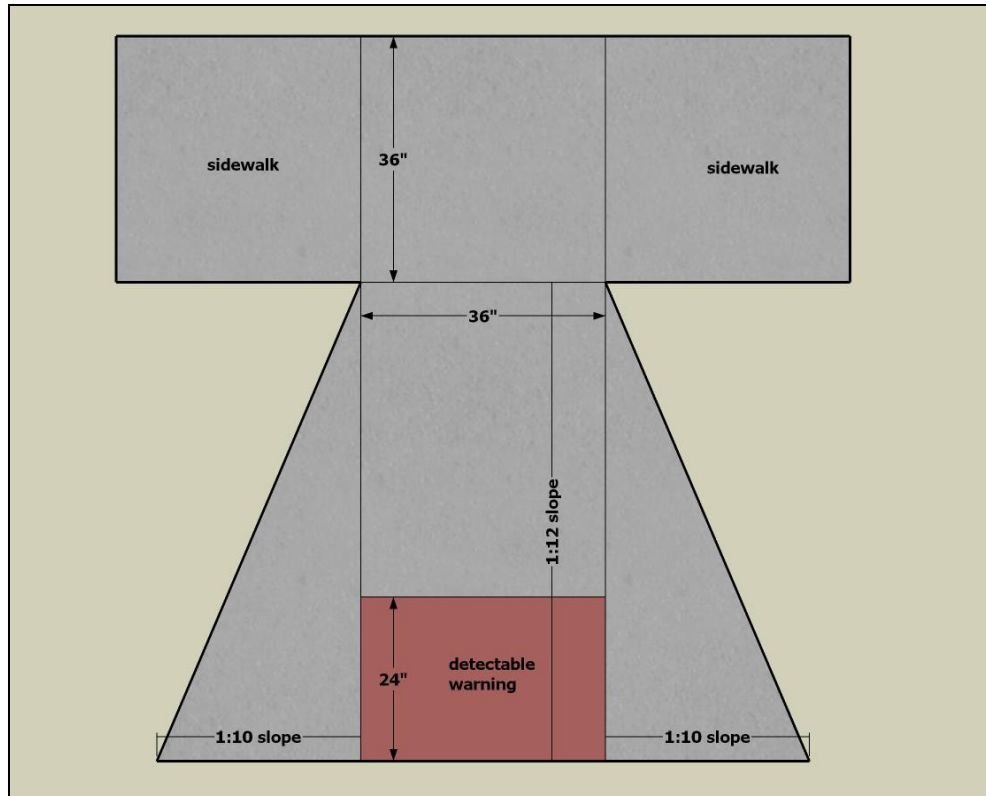 sidewalk
36"
sidewalk
36"
1:12 slope
24"
detectable
warning
1:10 slope
1:10 slope